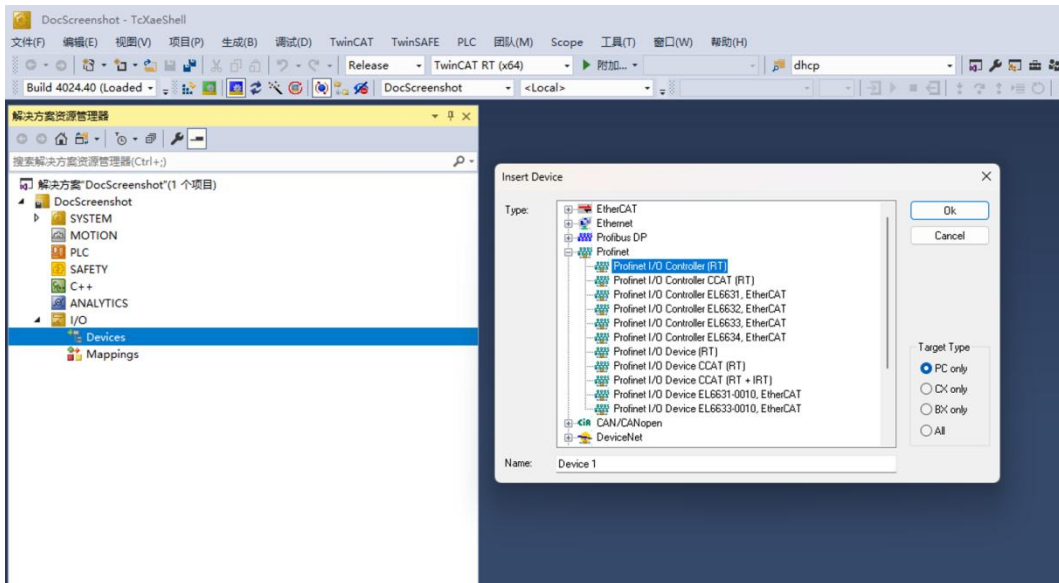 DocScreenshot - TcXaeShell
文件(F) 编辑(E) 视图(V) 项目(P) 生成(B) 调试(D) TwinCAT TwinSAFE PLC 团队(M) Scope 工具(T) 窗口(W) 帮助(H)
Release TwinCAT RT (x64) 附加... dhcp
Build 4024.40 (Loaded DocScreenshot <Local>
解决方案资源管理器
搜索解决方案资源管理器(Ctrl+;)
解决方案"DocScreenshot"(1 个项目)
DocScreenshot
SYSTEM
MOTION
PLC
SAFETY
C++
ANALYTICS
I/O
Devices
Mappings
Insert Device
Type:
EtherCAT
Ethernet
Profibus DP
Profinet
Profinet I/O Controller (RT)
Profinet I/O Controller CCAT (RT)
Profinet I/O Controller EL6631, EtherCAT
Profinet I/O Controller EL6632, EtherCAT
Profinet I/O Controller EL6633, EtherCAT
Profinet I/O Controller EL6634, EtherCAT
Profinet I/O Device (RT)
Profinet I/O Device CCAT (RT)
Profinet I/O Device CCAT (RT + IRT)
Profinet I/O Device EL6631-0010, EtherCAT
Profinet I/O Device EL6633-0010, EtherCAT
CiA CAN/CANopen
DeviceNet
Ok
Cancel
Target Type
PC only
CX only
BX only
All
Name: Device 1